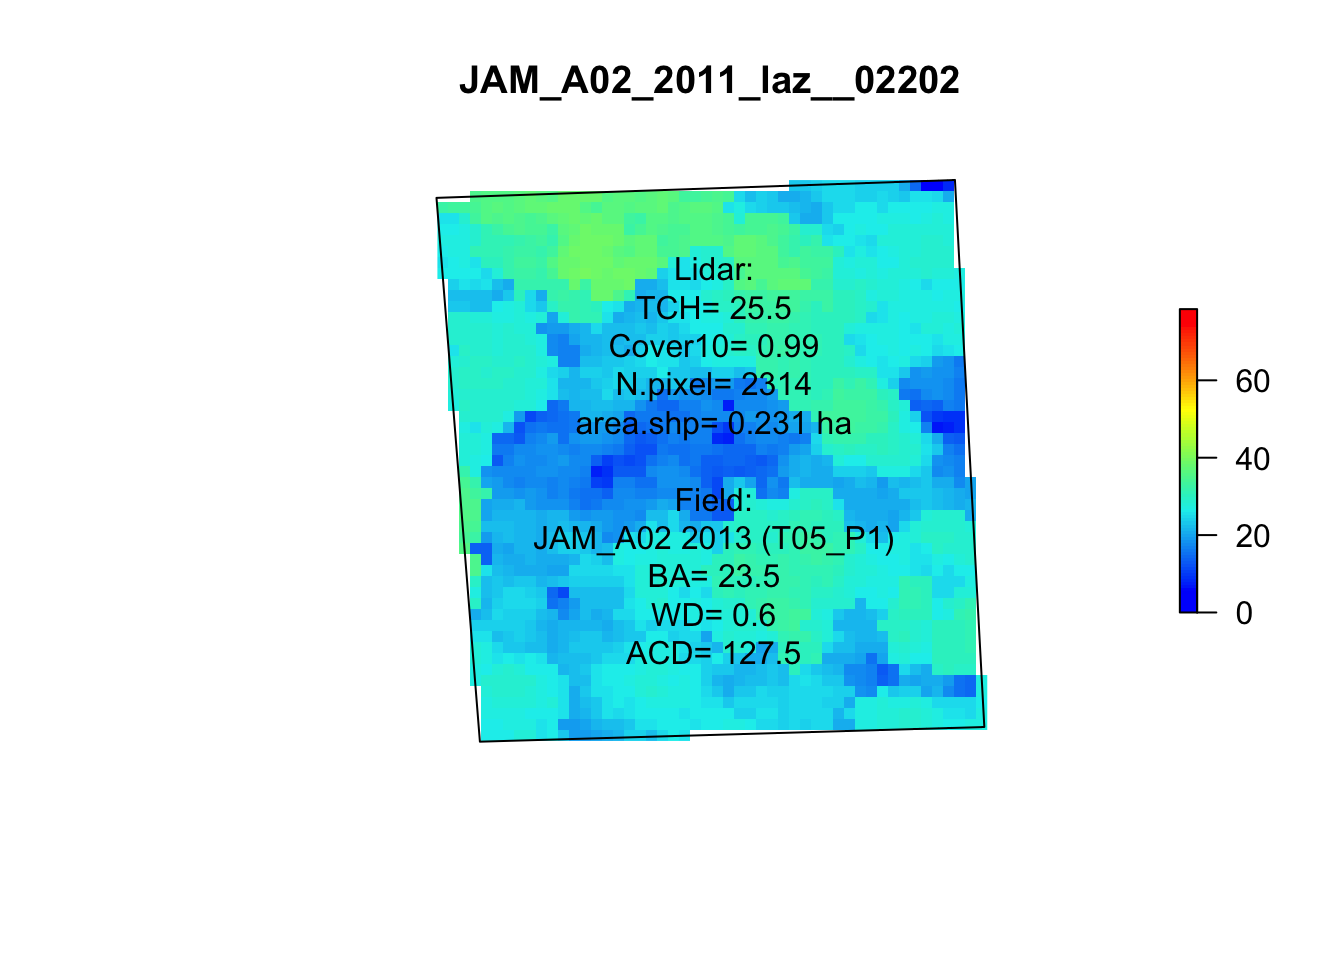 JAM_A02_2011_laz__02202
Lidar:
TCH= 25.5
Cover10= 0.99
N.pixel= 2314
area.shp= 0.231 ha
Field:
JAM_A02 2013 (T05_P1)
BA= 23.5
WD= 0.6
ACD= 127.5
60
40
20
0